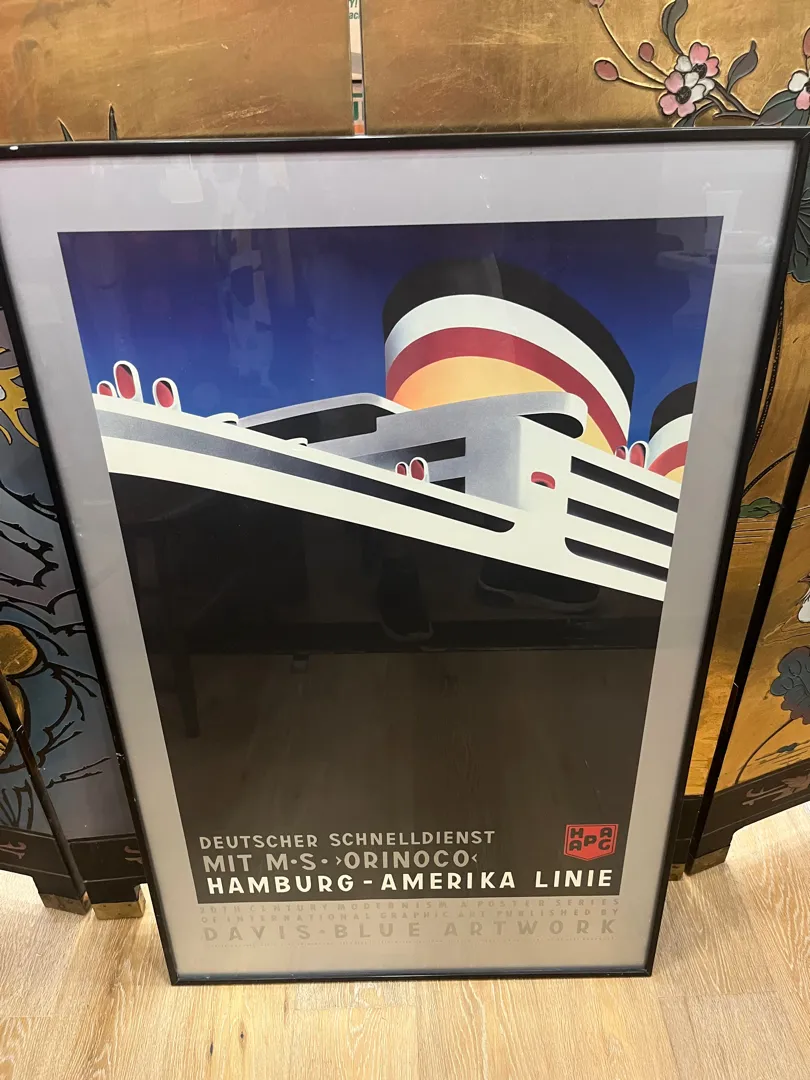 DEUTSCHER SCHNELLDIENST
MIT M·S· ›ORINOCO‹
HAMBURG-AMERIKA LINIE
HAPAG
20TH CENTURY MODERNISM, A POSTER SERIES
OF INTERNATIONAL GRAPHIC ART PUBLISHED BY
DAVIS·BLUE ARTWORK